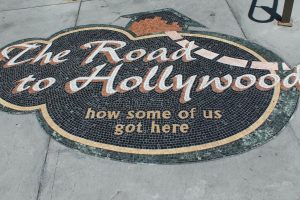 The Road
to Hollywood
how some of us
got here